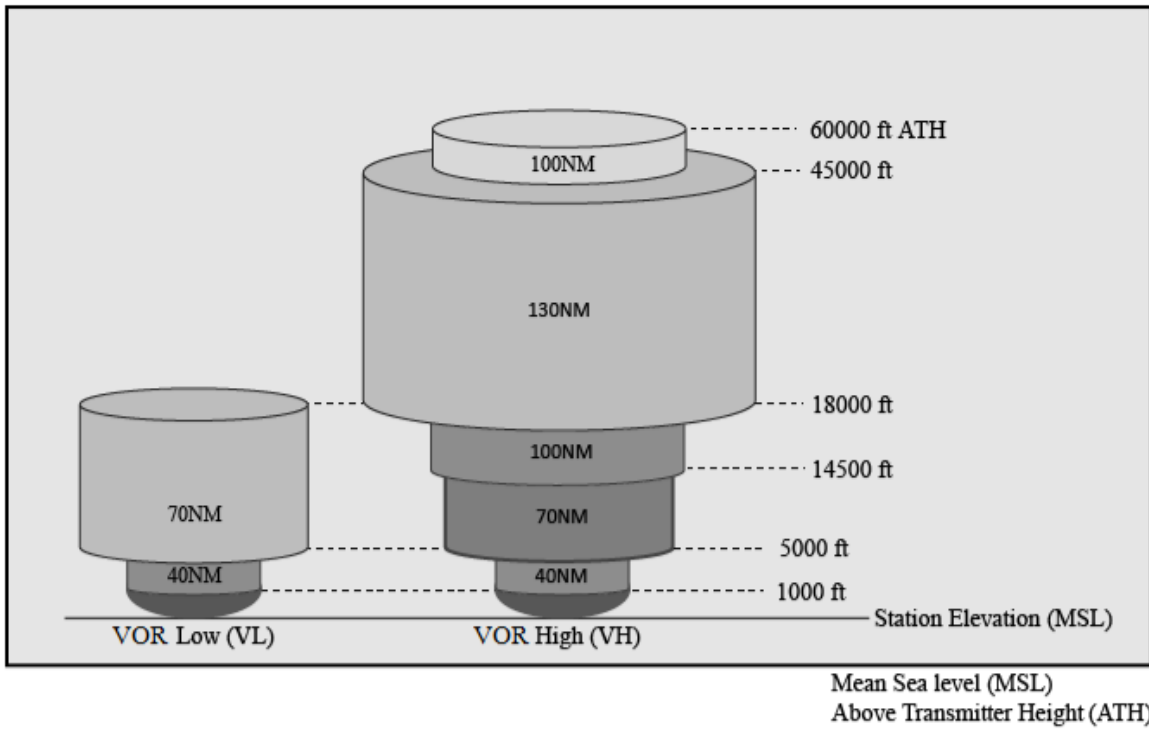 60000 ft ATH
100NM
45000 ft
130NM
18000 ft
100NM
14500 ft
70NM
70NM
5000 ft
40NM
40NM
1000 ft
Station Elevation (MSL)
VOR Low (VL)
VOR High (VH)
Mean Sea level (MSL)
Above Transmitter Height (ATH)